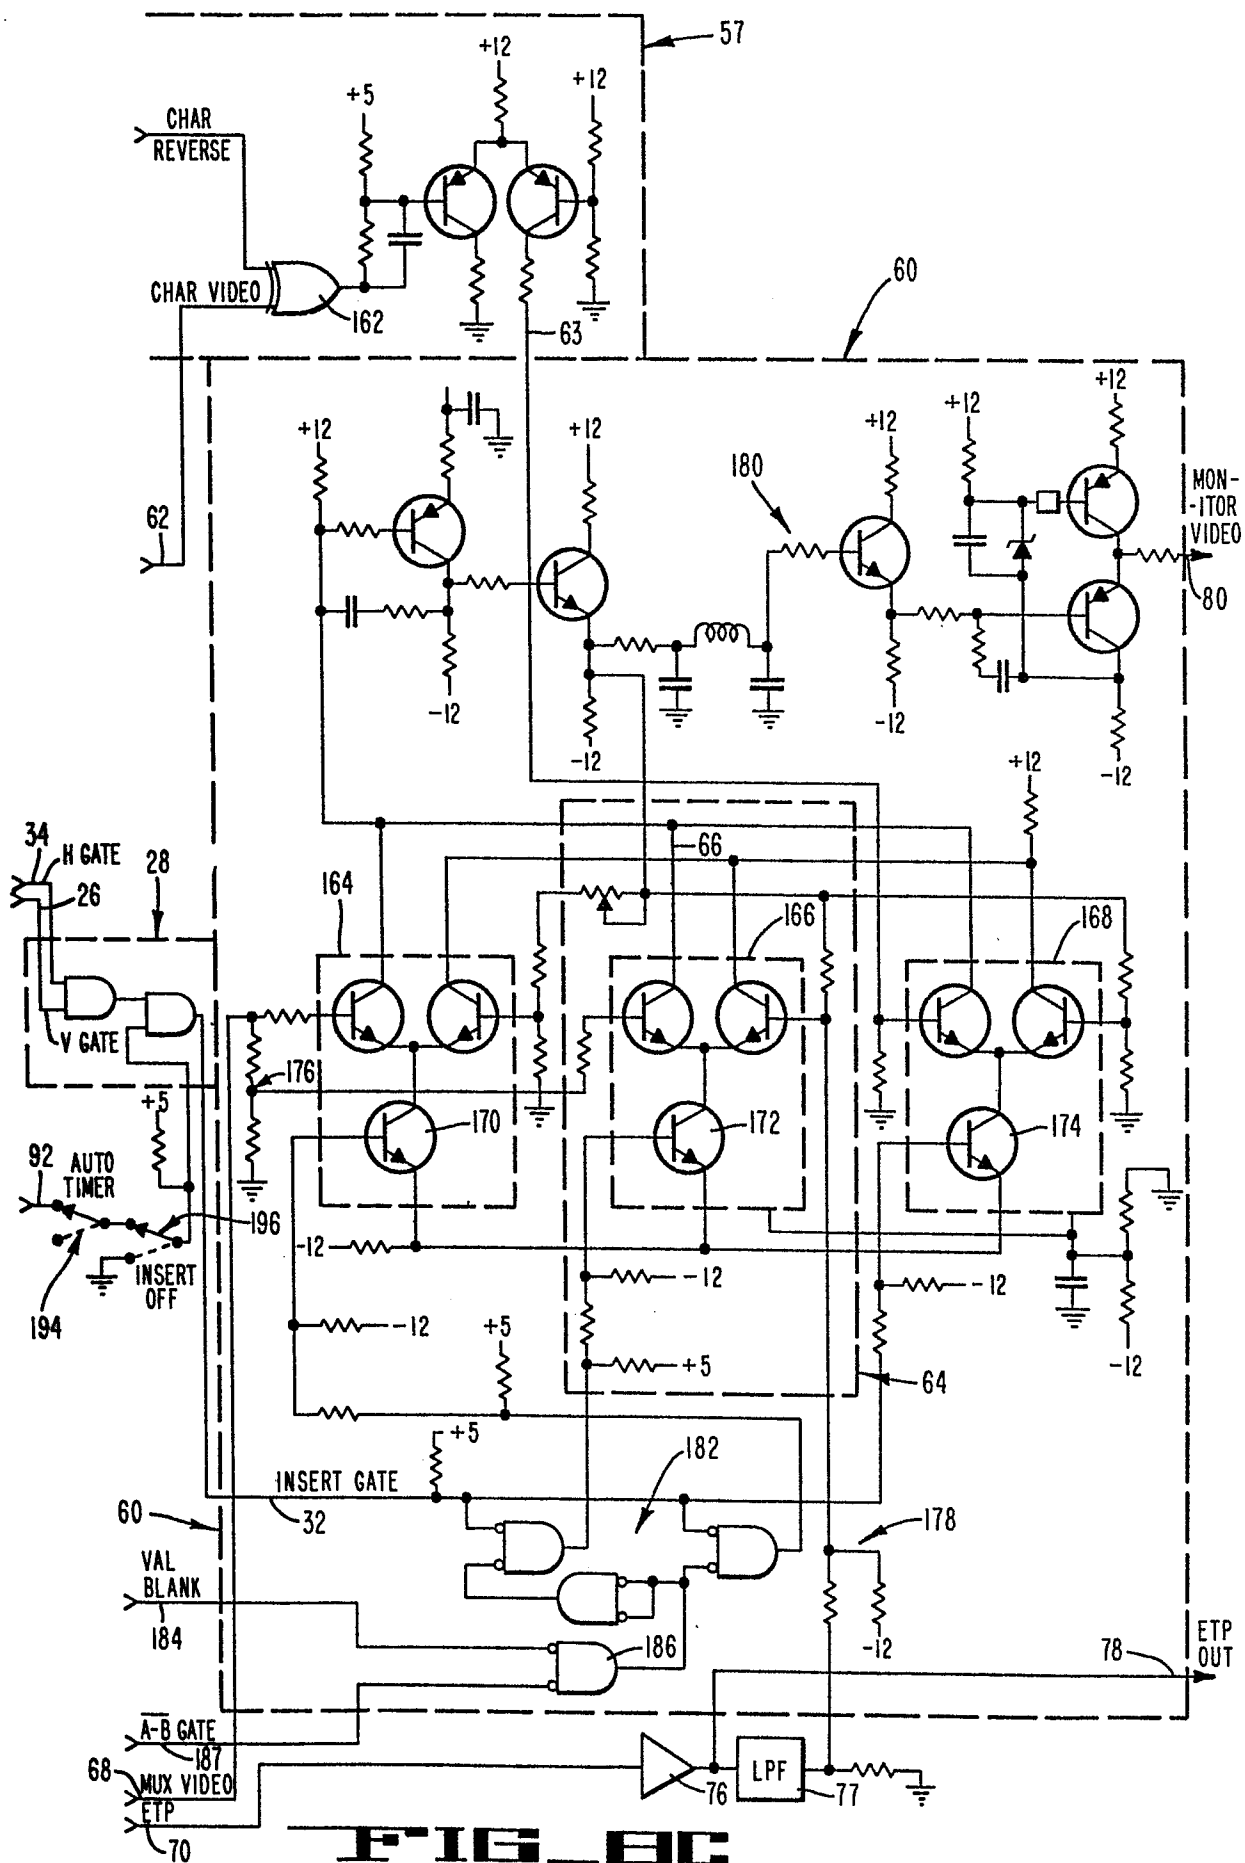 57
+12
+12
+5
CHAR
REVERSE
60
CHAR VIDEO
162
63
+12
+12
+12
+12
+12
180
MON-
-ITOR
VIDEO
62
80
-12
-12
-12
-12
+12
34
H GATE
28
66
26
164
166
168
V GATE
176
+5
170
172
174
92
AUTO
TIMER
196
-12
INSERT
OFF
-12
-12
194
-12
+5
-12
+5
64
+5
182
INSERT GATE
60
32
178
VAL
BLANK
184
186
-12
ETP
OUT
78
A-B GATE
187
68
MUX VIDEO
76
LPF
77
ETP
70
FIG_8C